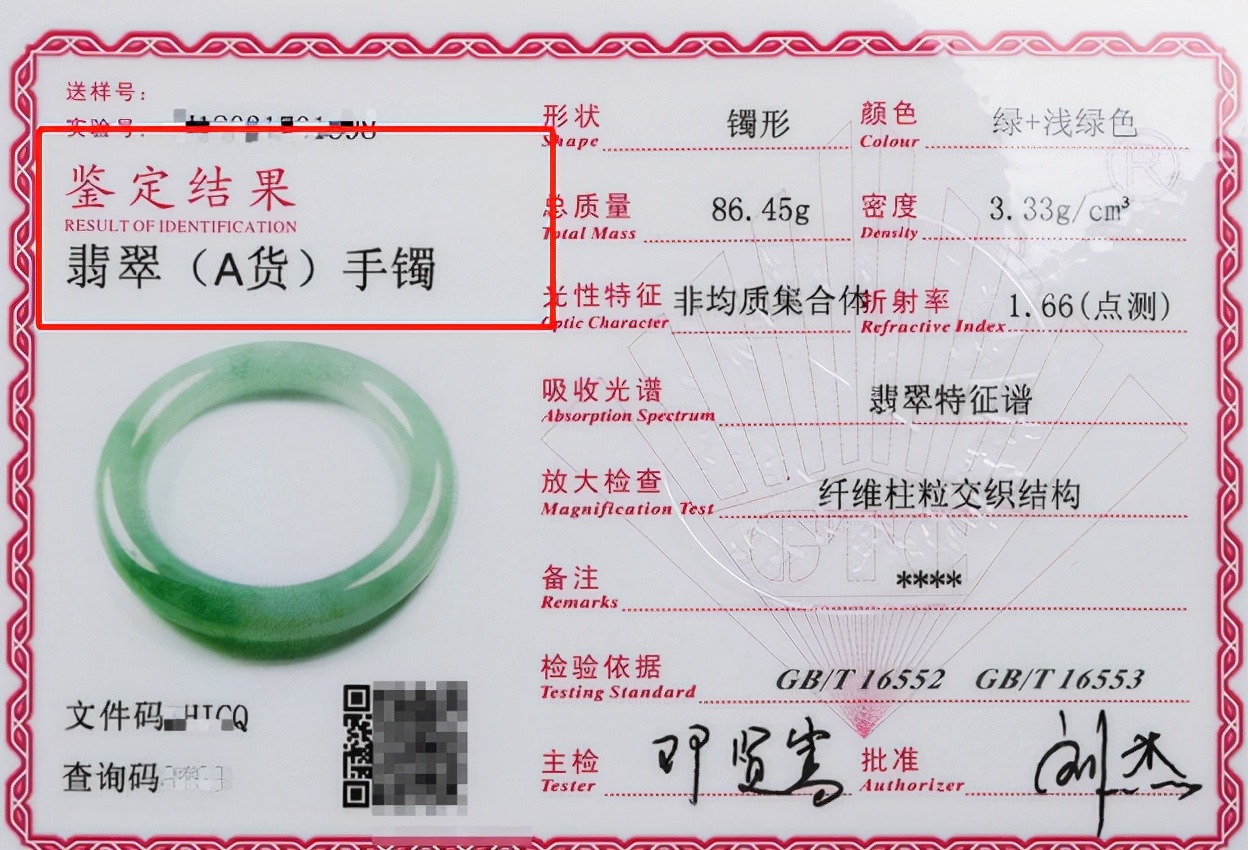 送样号:
实验号:
鉴定结果
RESULT OF IDENTIFICATION
翡翠（A货）手镯
文件码 HICQ
查询码
形状 镯形 颜色 绿+浅绿色
Shape Colour
总质量 86.45g 密度 3.33g/cm³
Total Mass Density
光性特征 非均质集合体 折射率 1.66(点测)
Optic Character Refractive Index
吸收光谱 翡翠特征谱
Absorption Spectrum
放大检查 纤维柱粒交织结构
Magnification Test
备注 ****
Remarks
检验依据 GB/T 16552 GB/T 16553
Testing Standard
主检 批准 刘杰
Tester Authorizer